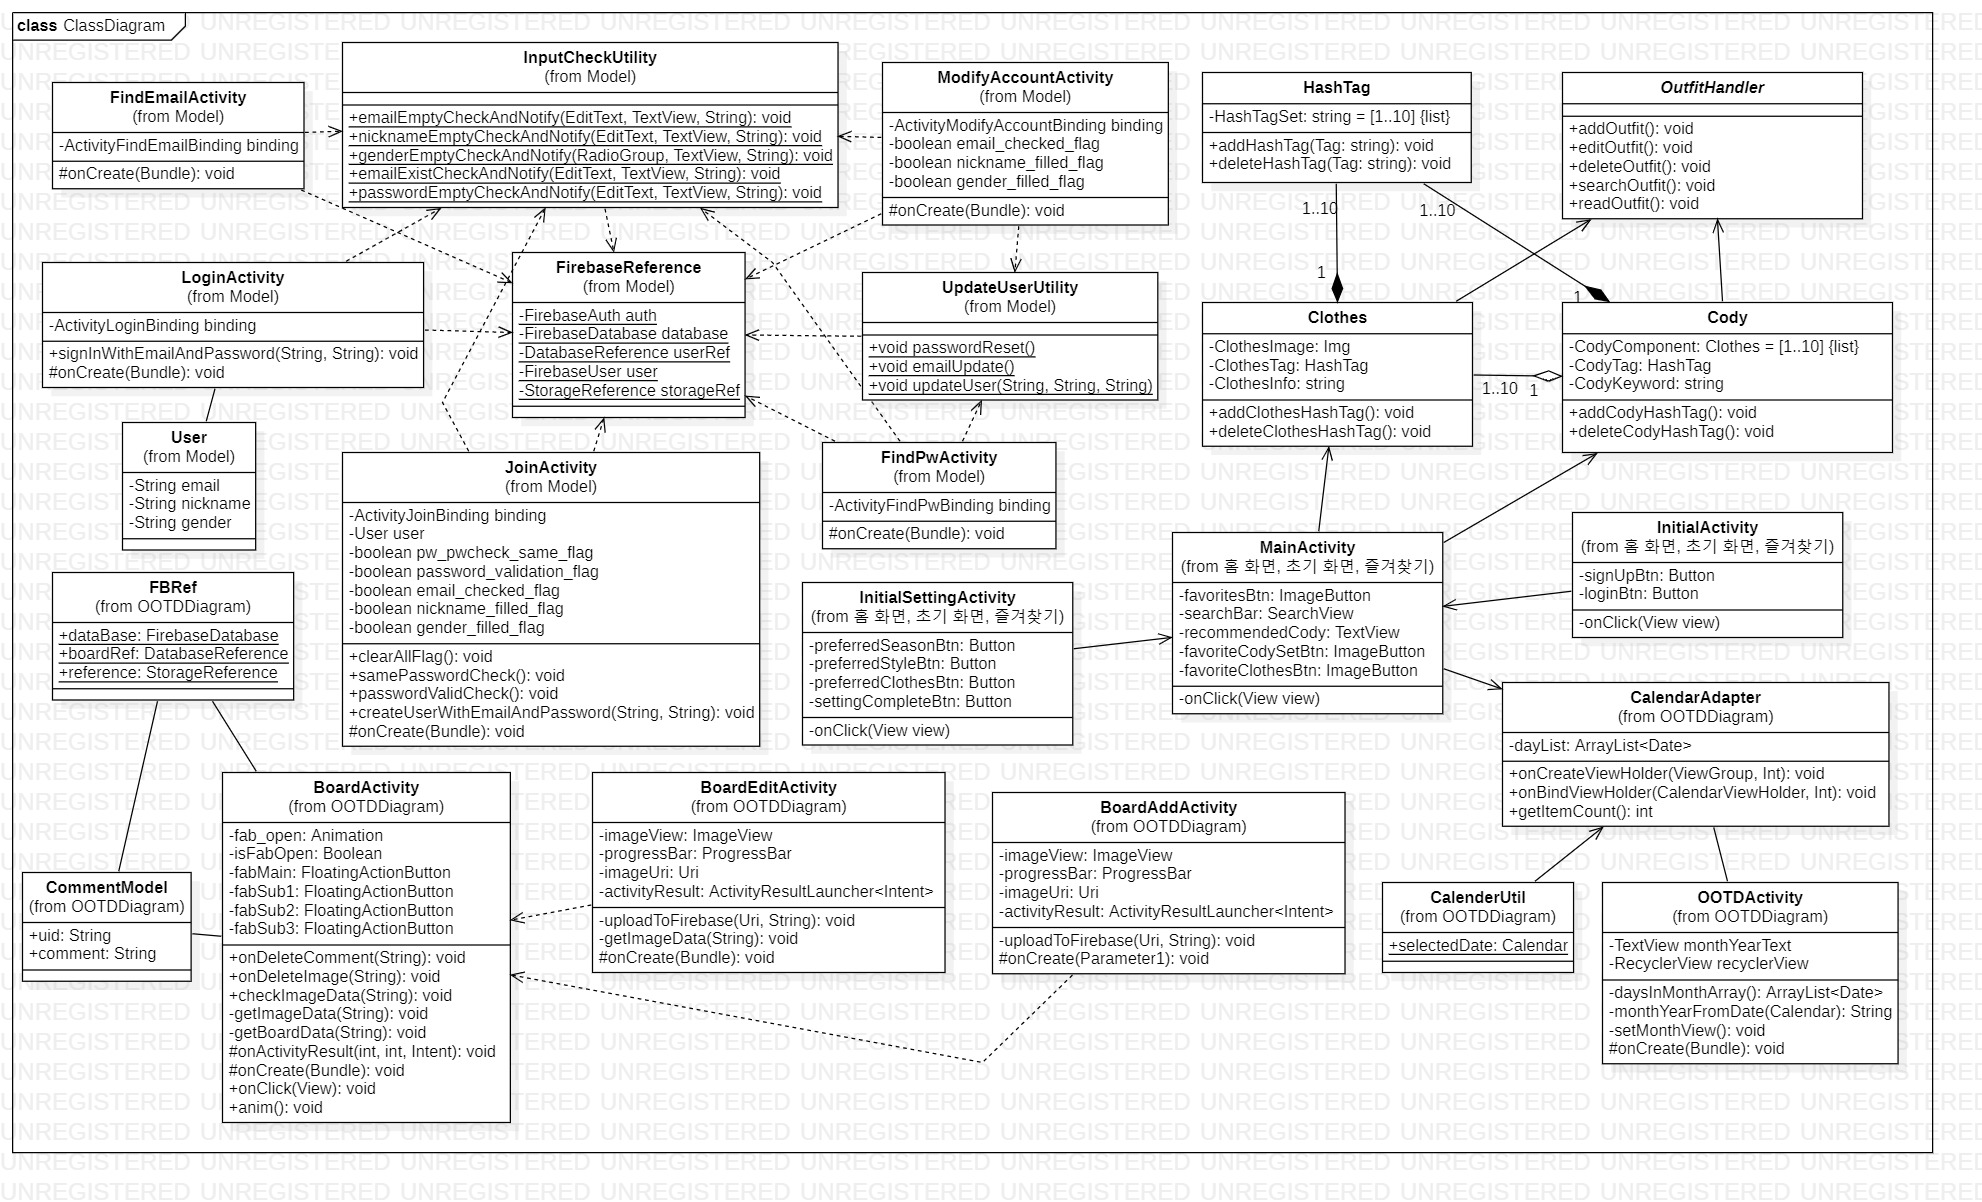 class ClassDiagram
InputCheckUtility
(from Model)
+emailEmptyCheckAndNotify(EditText, TextView, String): void
+nicknameEmptyCheckAndNotify(EditText, TextView, String): void
+genderEmptyCheckAndNotify(RadioGroup, TextView, String): void
+emailExistCheckAndNotify(EditText, TextView, String): void
+passwordEmptyCheckAndNotify(EditText, TextView, String): void
FindEmailActivity
(from Model)
-ActivityFindEmailBinding binding
#onCreate(Bundle): void
ModifyAccountActivity
(from Model)
-ActivityModifyAccountBinding binding
-boolean email_checked_flag
-boolean nickname_filled_flag
-boolean gender_filled_flag
#onCreate(Bundle): void
HashTag
-HashTagSet: string = [1..10] {list}
+addHashTag(Tag: string): void
+deleteHashTag(Tag: string): void
OutfitHandler
+addOutfit(): void
+editOutfit(): void
+deleteOutfit(): void
+searchOutfit(): void
+readOutfit(): void
1..10
1..10
1
1
LoginActivity
(from Model)
-ActivityLoginBinding binding
+signInWithEmailAndPassword(String, String): void
#onCreate(Bundle): void
FirebaseReference
(from Model)
-FirebaseAuth auth
-FirebaseDatabase database
-DatabaseReference userRef
-FirebaseUser user
-StorageReference storageRef
UpdateUserUtility
(from Model)
+void passwordReset()
+void emailUpdate()
+void updateUser(String, String, String)
Clothes
-ClothesImage: Img
-ClothesTag: HashTag
-ClothesInfo: string
+addClothesHashTag(): void
+deleteClothesHashTag(): void
1..10
1
Cody
-CodyComponent: Clothes = [1..10] {list}
-CodyTag: HashTag
-CodyKeyword: string
+addCodyHashTag(): void
+deleteCodyHashTag(): void
User
(from Model)
-String email
-String nickname
-String gender
JoinActivity
(from Model)
-ActivityJoinBinding binding
-User user
-boolean pw_pwcheck_same_flag
-boolean password_validation_flag
-boolean email_checked_flag
-boolean nickname_filled_flag
-boolean gender_filled_flag
+clearAllFlag(): void
+samePasswordCheck(): void
+passwordValidCheck(): void
+createUserWithEmailAndPassword(String, String): void
#onCreate(Bundle): void
FindPwActivity
(from Model)
-ActivityFindPwBinding binding
#onCreate(Bundle): void
InitialActivity
(from 홈 화면, 초기 화면, 즐겨찾기)
-signUpBtn: Button
-loginBtn: Button
-onClick(View view)
MainActivity
(from 홈 화면, 초기 화면, 즐겨찾기)
-favoritesBtn: ImageButton
-searchBar: SearchView
-recommendedCody: TextView
-favoriteCodySetBtn: ImageButton
-favoriteClothesBtn: ImageButton
-onClick(View view)
InitialSettingActivity
(from 홈 화면, 초기 화면, 즐겨찾기)
-preferredSeasonBtn: Button
-preferredStyleBtn: Button
-preferredClothesBtn: Button
-settingCompleteBtn: Button
-onClick(View view)
FBRef
(from OOTDDiagram)
+dataBase: FirebaseDatabase
+boardRef: DatabaseReference
+reference: StorageReference
CalendarAdapter
(from OOTDDiagram)
-dayList: ArrayList<Date>
+onCreateViewHolder(ViewGroup, Int): void
+onBindViewHolder(CalendarViewHolder, Int): void
+getItemCount(): int
BoardActivity
(from OOTDDiagram)
-fab_open: Animation
-isFabOpen: Boolean
-fabMain: FloatingActionButton
-fabSub1: FloatingActionButton
-fabSub2: FloatingActionButton
-fabSub3: FloatingActionButton
+onDeleteComment(String): void
+onDeleteImage(String): void
+checkImageData(String): void
-getImageData(String): void
-getBoardData(String): void
#onActivityResult(int, int, Intent): void
#onCreate(Bundle): void
+onClick(View): void
+anim(): void
BoardEditActivity
(from OOTDDiagram)
-imageView: ImageView
-progressBar: ProgressBar
-imageUri: Uri
-activityResult: ActivityResultLauncher<Intent>
-uploadToFirebase(Uri, String): void
-getImageData(String): void
#onCreate(Bundle): void
BoardAddActivity
(from OOTDDiagram)
-imageView: ImageView
-progressBar: ProgressBar
-imageUri: Uri
-activityResult: ActivityResultLauncher<Intent>
-uploadToFirebase(Uri, String): void
#onCreate(Parameter1): void
CommentModel
(from OOTDDiagram)
+uid: String
+comment: String
CalenderUtil
(from OOTDDiagram)
+selectedDate: Calendar
OOTDActivity
(from OOTDDiagram)
-TextView monthYearText
-RecyclerView recyclerView
-daysInMonthArray(): ArrayList<Date>
-monthYearFromDate(Calendar): String
-setMonthView(): void
#onCreate(Bundle): void
UNREGISTERED